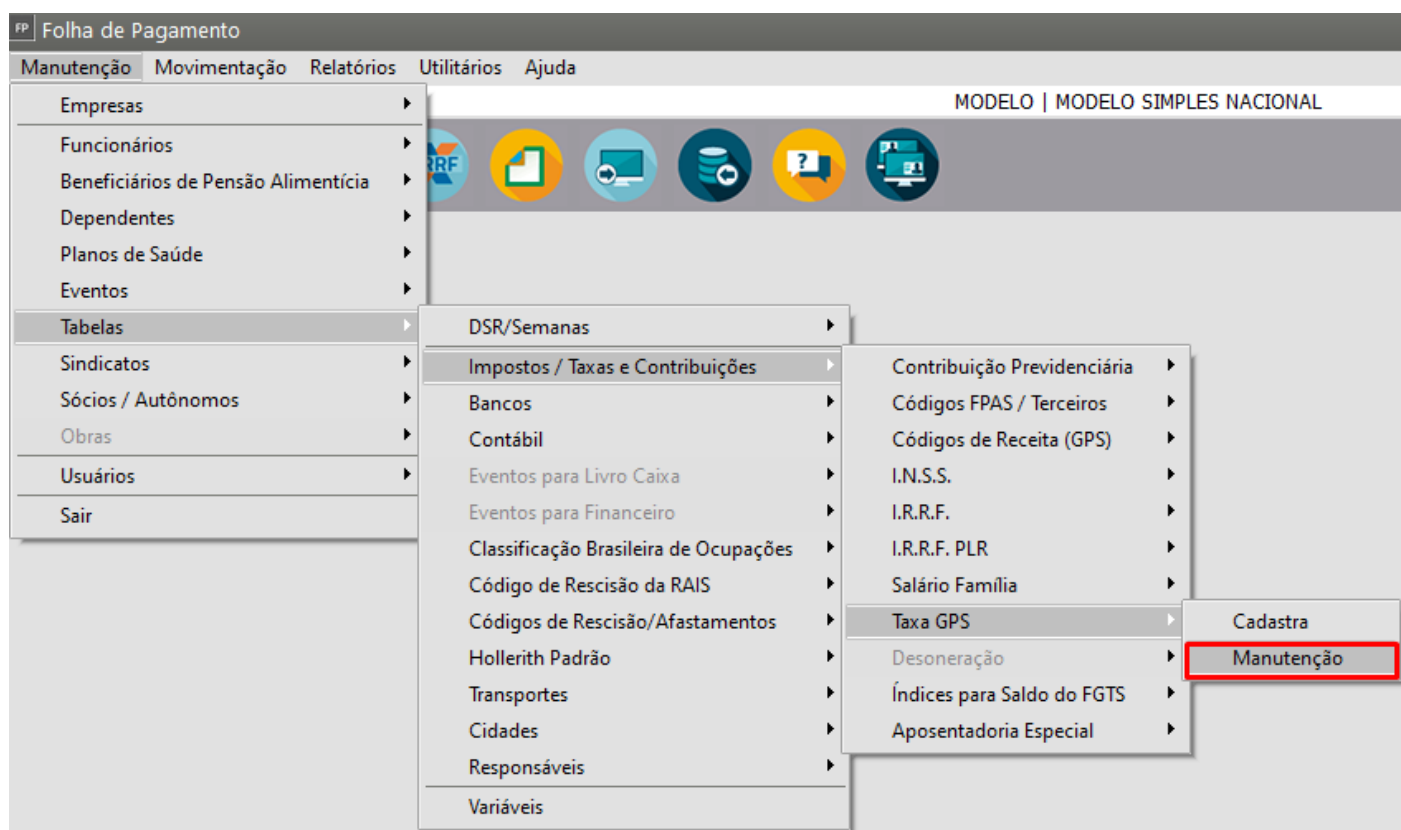 FP Folha de Pagamento
Manutenção Movimentação Relatórios Utilitários Ajuda
MODELO | MODELO SIMPLES NACIONAL
Empresas
Funcionários
Beneficiários de Pensão Alimentícia
Dependentes
Planos de Saúde
Eventos
Tabelas
Sindicatos
Sócios / Autônomos
Obras
Usuários
Sair
RRF
?
DSR/Semanas
Impostos / Taxas e Contribuições
Bancos
Contábil
Eventos para Livro Caixa
Eventos para Financeiro
Classificação Brasileira de Ocupações
Código de Rescisão da RAIS
Códigos de Rescisão/Afastamentos
Hollerith Padrão
Transportes
Cidades
Responsáveis
Variáveis
Contribuição Previdenciária
Códigos FPAS / Terceiros
Códigos de Receita (GPS)
I.N.S.S.
I.R.R.F.
I.R.R.F. PLR
Salário Família
Taxa GPS
Desoneração
Índices para Saldo do FGTS
Aposentadoria Especial
Cadastra
Manutenção